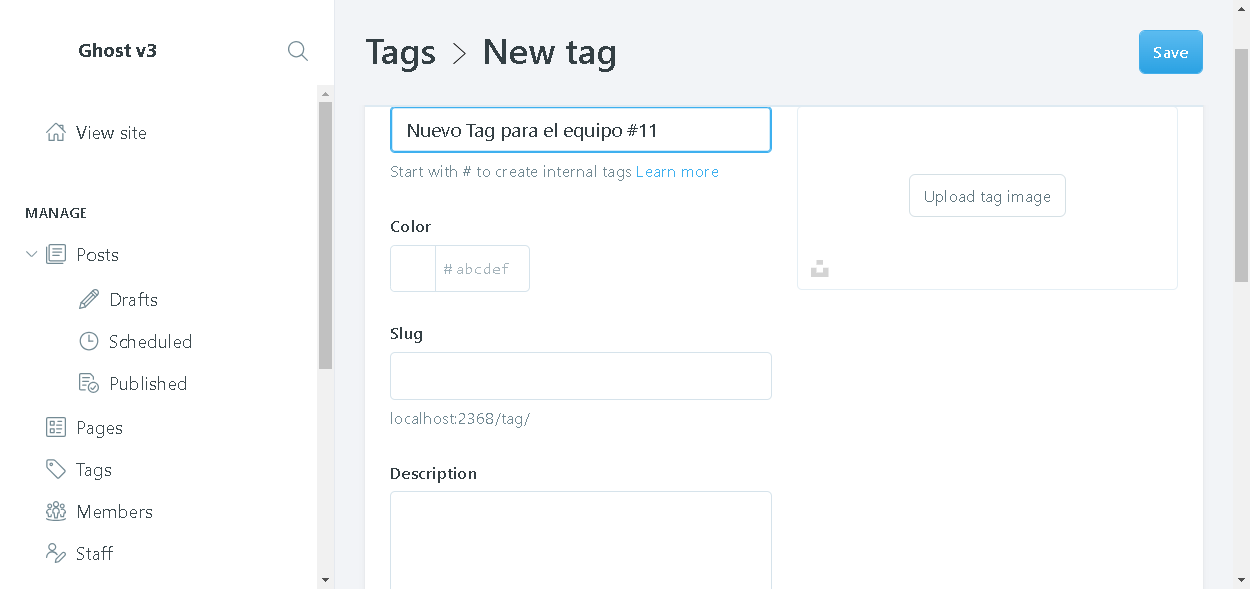 Ghost v3
View site
MANAGE
Posts
Drafts
Scheduled
Published
Pages
Tags
Members
Staff
Tags > New tag
Save
Nuevo Tag para el equipo #11
Start with # to create internal tags Learn more
Upload tag image
Color
#abcdef
Slug
localhost:2368/tag/
Description